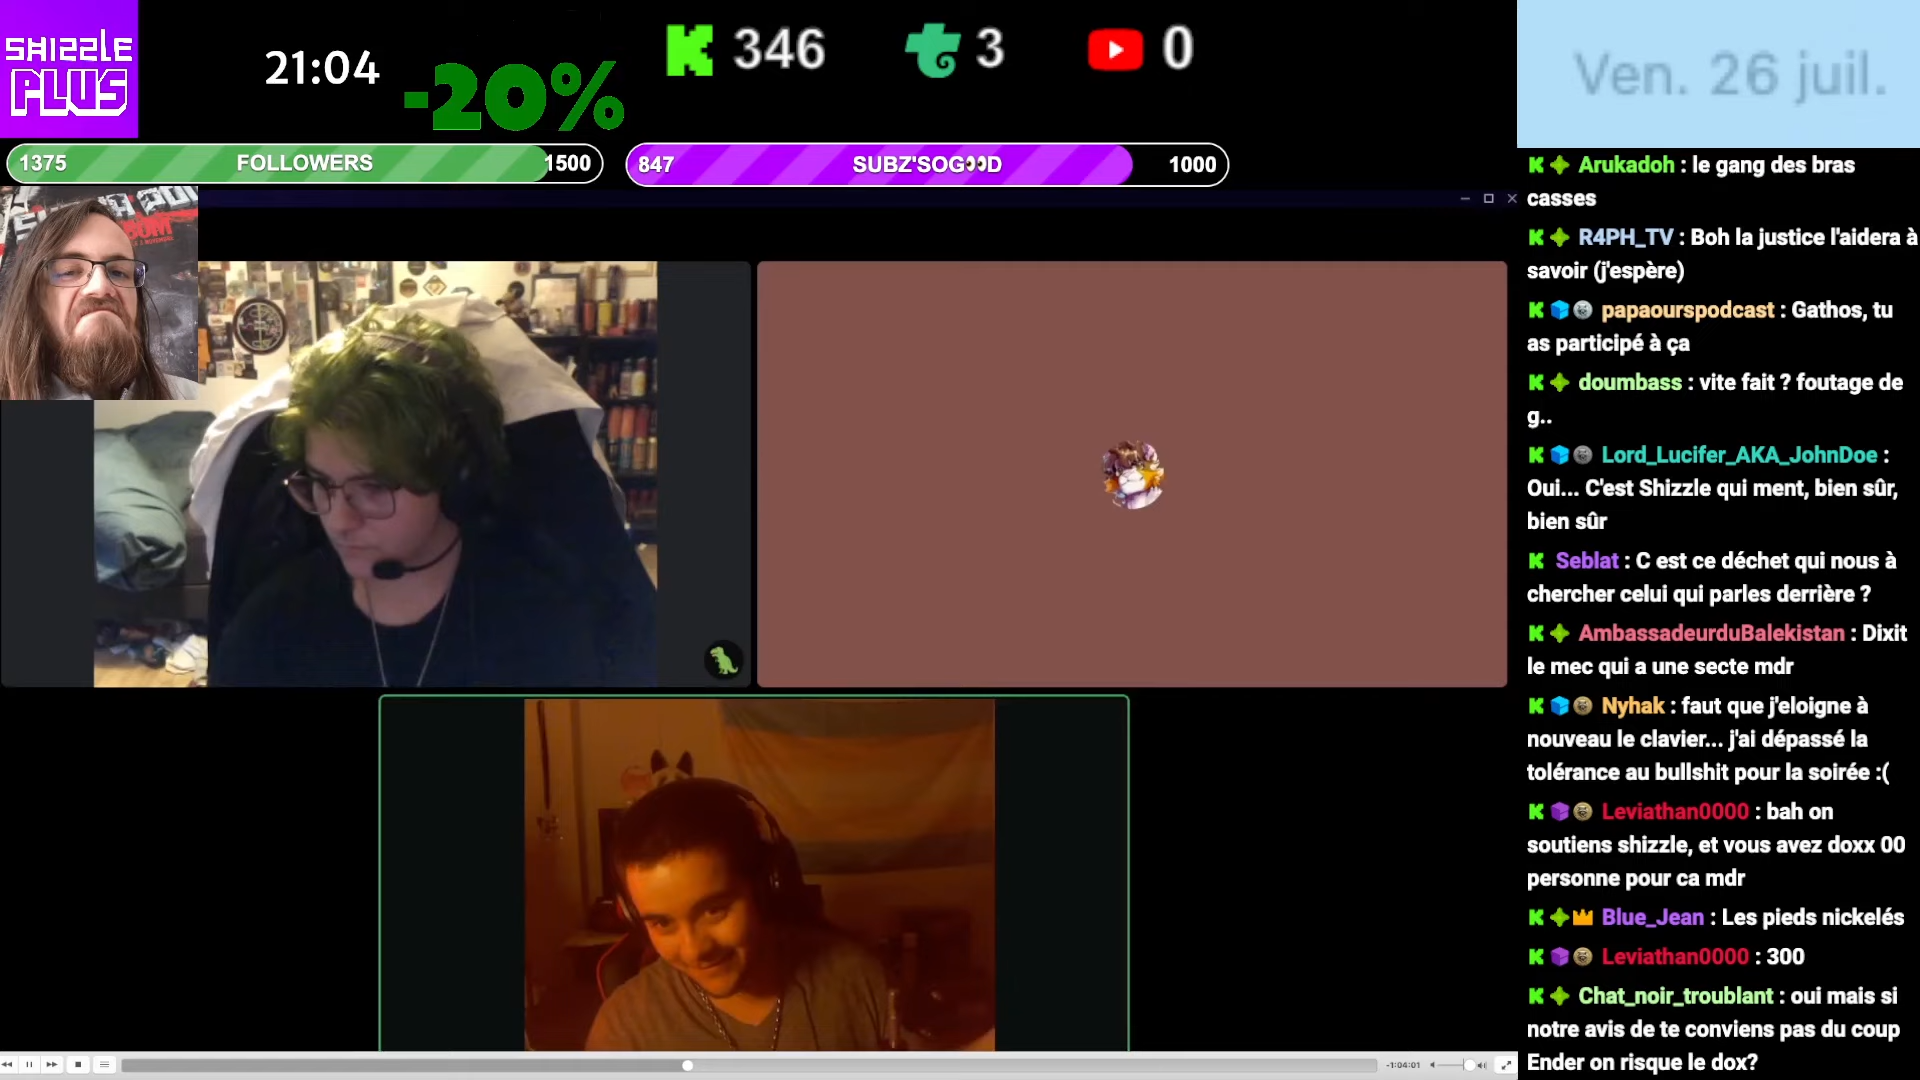 SHIZZLE
PLUS
21:04
-20%
346
3
0
Ven. 26 juil.
1375 FOLLOWERS 1500
847 SUBZ'SOG👀D 1000
Arukadoh : le gang des bras
casses
R4PH_TV : Boh la justice l'aidera à
savoir (j'espère)
papaourspodcast : Gathos, tu
as participé à ça
doumbass : vite fait ? foutage de
g..
Lord_Lucifer_AKA_JohnDoe :
Oui... C'est Shizzle qui ment, bien sûr,
bien sûr
Seblat : C est ce déchet qui nous à
chercher celui qui parles derrière ?
AmbassadeurduBalekistan : Dixit
le mec qui a une secte mdr
Nyhak : faut que j'eloigne à
nouveau le clavier... j'ai dépassé la
tolérance au bullshit pour la soirée :(
Leviathan0000 : bah on
soutiens shizzle, et vous avez doxx 00
personne pour ca mdr
Blue_Jean : Les pieds nickelés
Leviathan0000 : 300
Chat_noir_troublant : oui mais si
notre avis de te conviens pas du coup
Ender on risque le dox?
-1:04:01